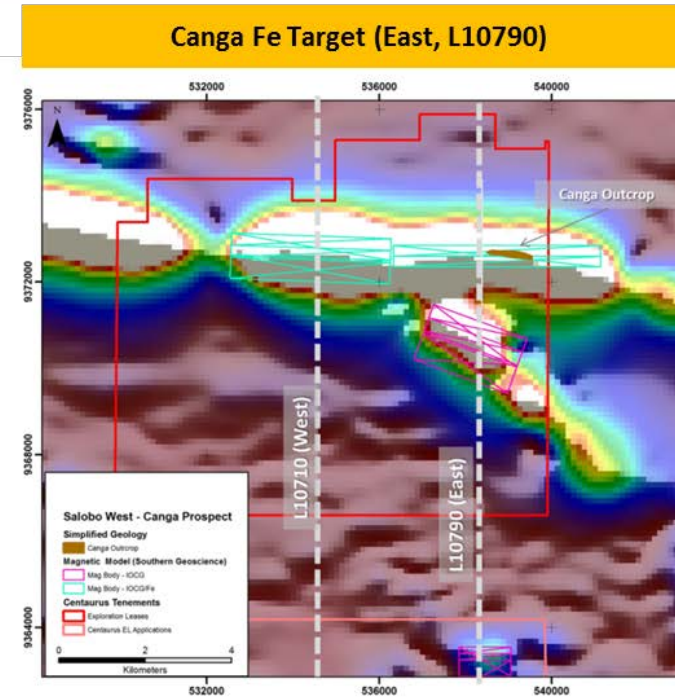 Canga Fe Target (East, L10790)
532000
536000
540000
9376000
N
Canga Outcrop
9372000
L10710 (West)
L10790 (East)
9368000
Salobo West - Canga Prospect
Simplified Geology
Canga Outcrop
Magnetic Model (Southern Geoscience)
Mag Body - IOCG
Mag Body - IOCG/Fe
Centaurus Tenements
Exploration Leases
Centaurus EL Applications
0 2 4
Kilometers
9364000
532000
536000
540000